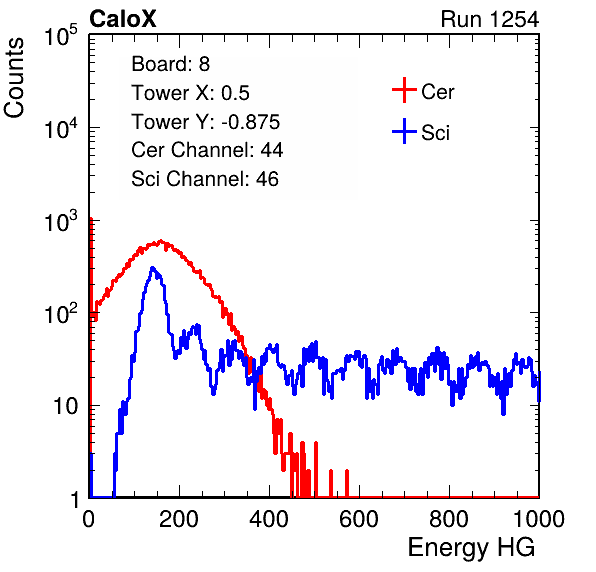 CaloX Run 1254
10^5
Board: 8
Tower X: 0.5
Tower Y: -0.875
Cer Channel: 44
Sci Channel: 46
Cer
Sci
Counts
10^4
10^3
10^2
10
1
0 200 400 600 800 1000
Energy HG